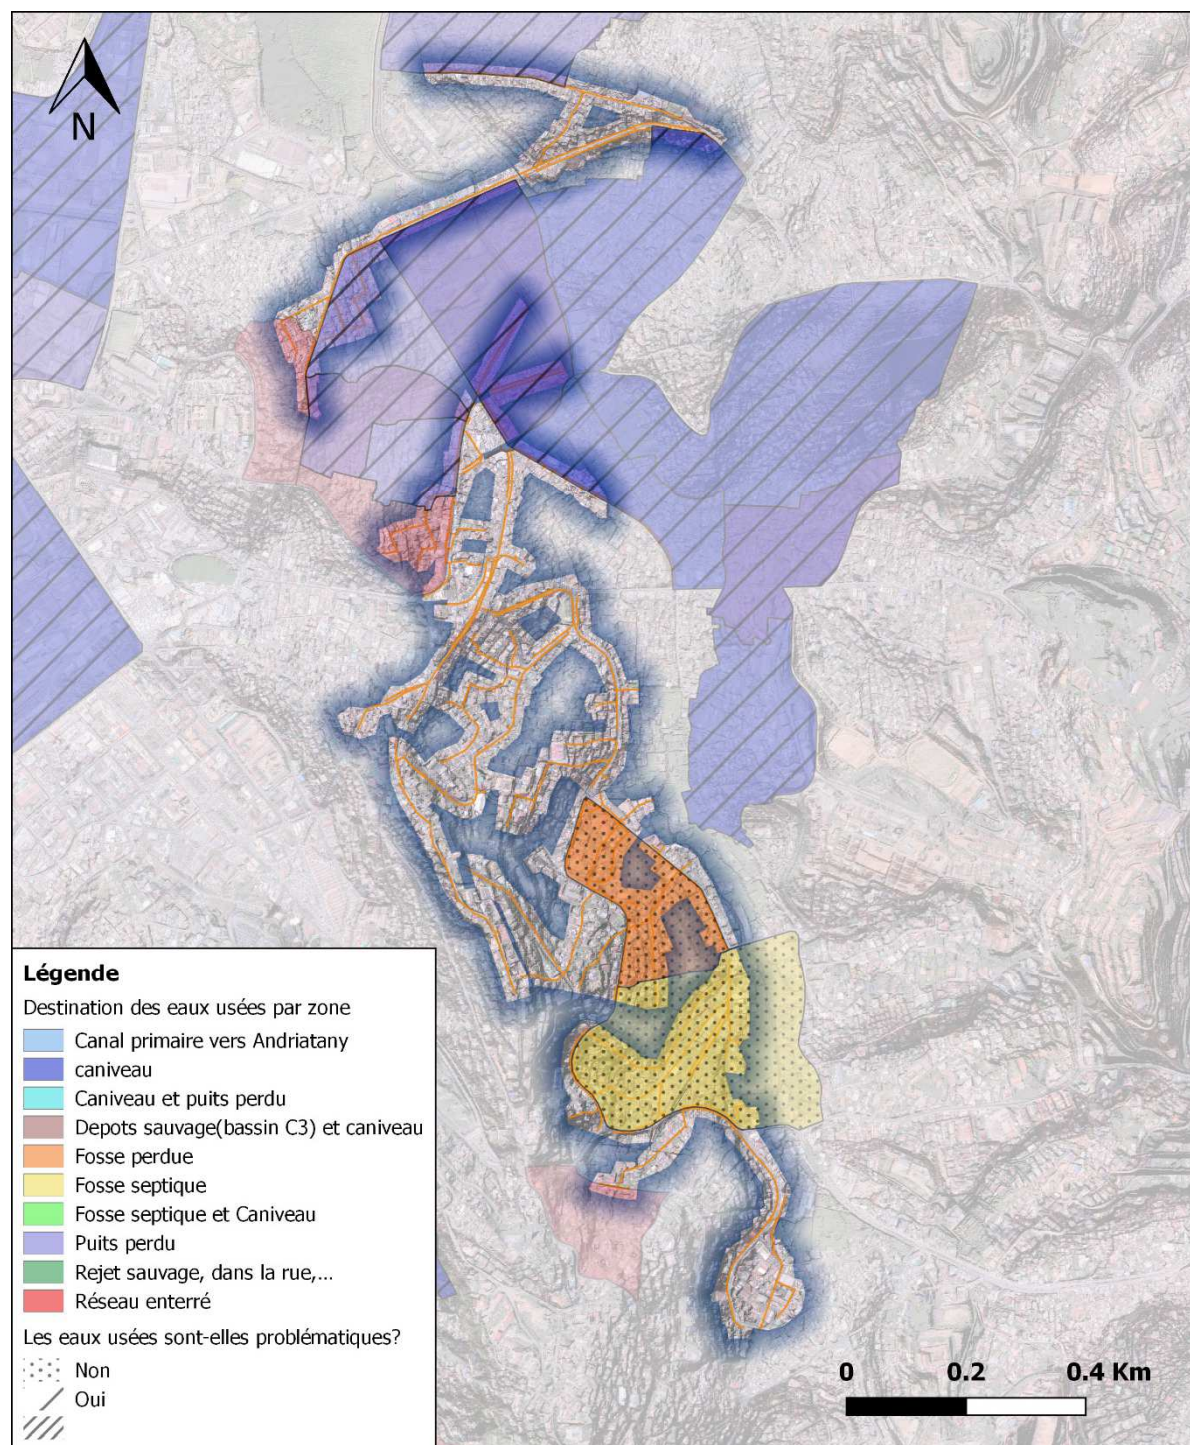 N
Légende
Destination des eaux usées par zone
Canal primaire vers Andriatany
caniveau
Caniveau et puits perdu
Depots sauvage(bassin C3) et caniveau
Fosse perdue
Fosse septique
Fosse septique et Caniveau
Puits perdu
Rejet sauvage, dans la rue,...
Réseau enterré
Les eaux usées sont-elles problématiques?
Non
Oui
0 0.2 0.4 Km